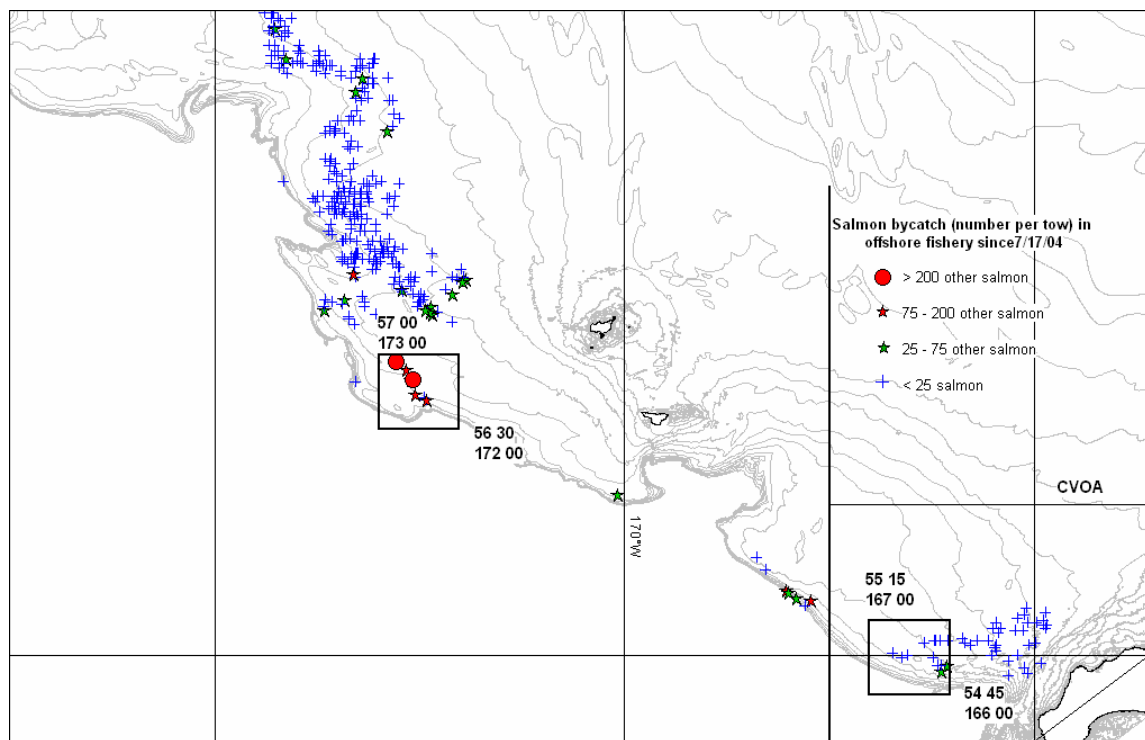 Salmon bycatch (number per tow) in
offshore fishery since7/17/04
> 200 other salmon
75 - 200 other salmon
25 - 75 other salmon
< 25 salmon
57 00
173 00
56 30
172 00
170°W
CVOA
55 15
167 00
54 45
166 00